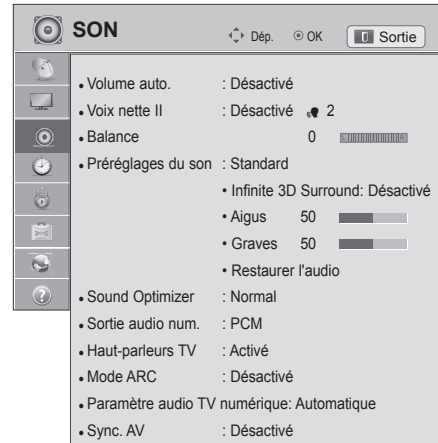 SON Dép. OK Sortie
• Volume auto. : Désactivé
• Voix nette II : Désactivé 2
• Balance 0 L R
• Préréglages du son : Standard
• Infinite 3D Surround: Désactivé
• Aigus 50
• Graves 50
• Restaurer l'audio
• Sound Optimizer : Normal
• Sortie audio num. : PCM
• Haut-parleurs TV : Activé
• Mode ARC : Désactivé
• Paramètre audio TV numérique: Automatique
• Sync. AV : Désactivé